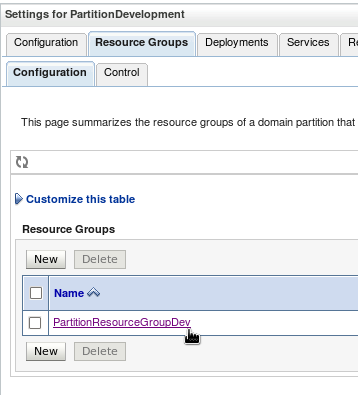 Settings for PartitionDevelopment
Configuration Resource Groups Deployments Services
Configuration Control
This page summarizes the resource groups of a domain partition that
Customize this table
Resource Groups
New Delete
Name
PartitionResourceGroupDev
New Delete